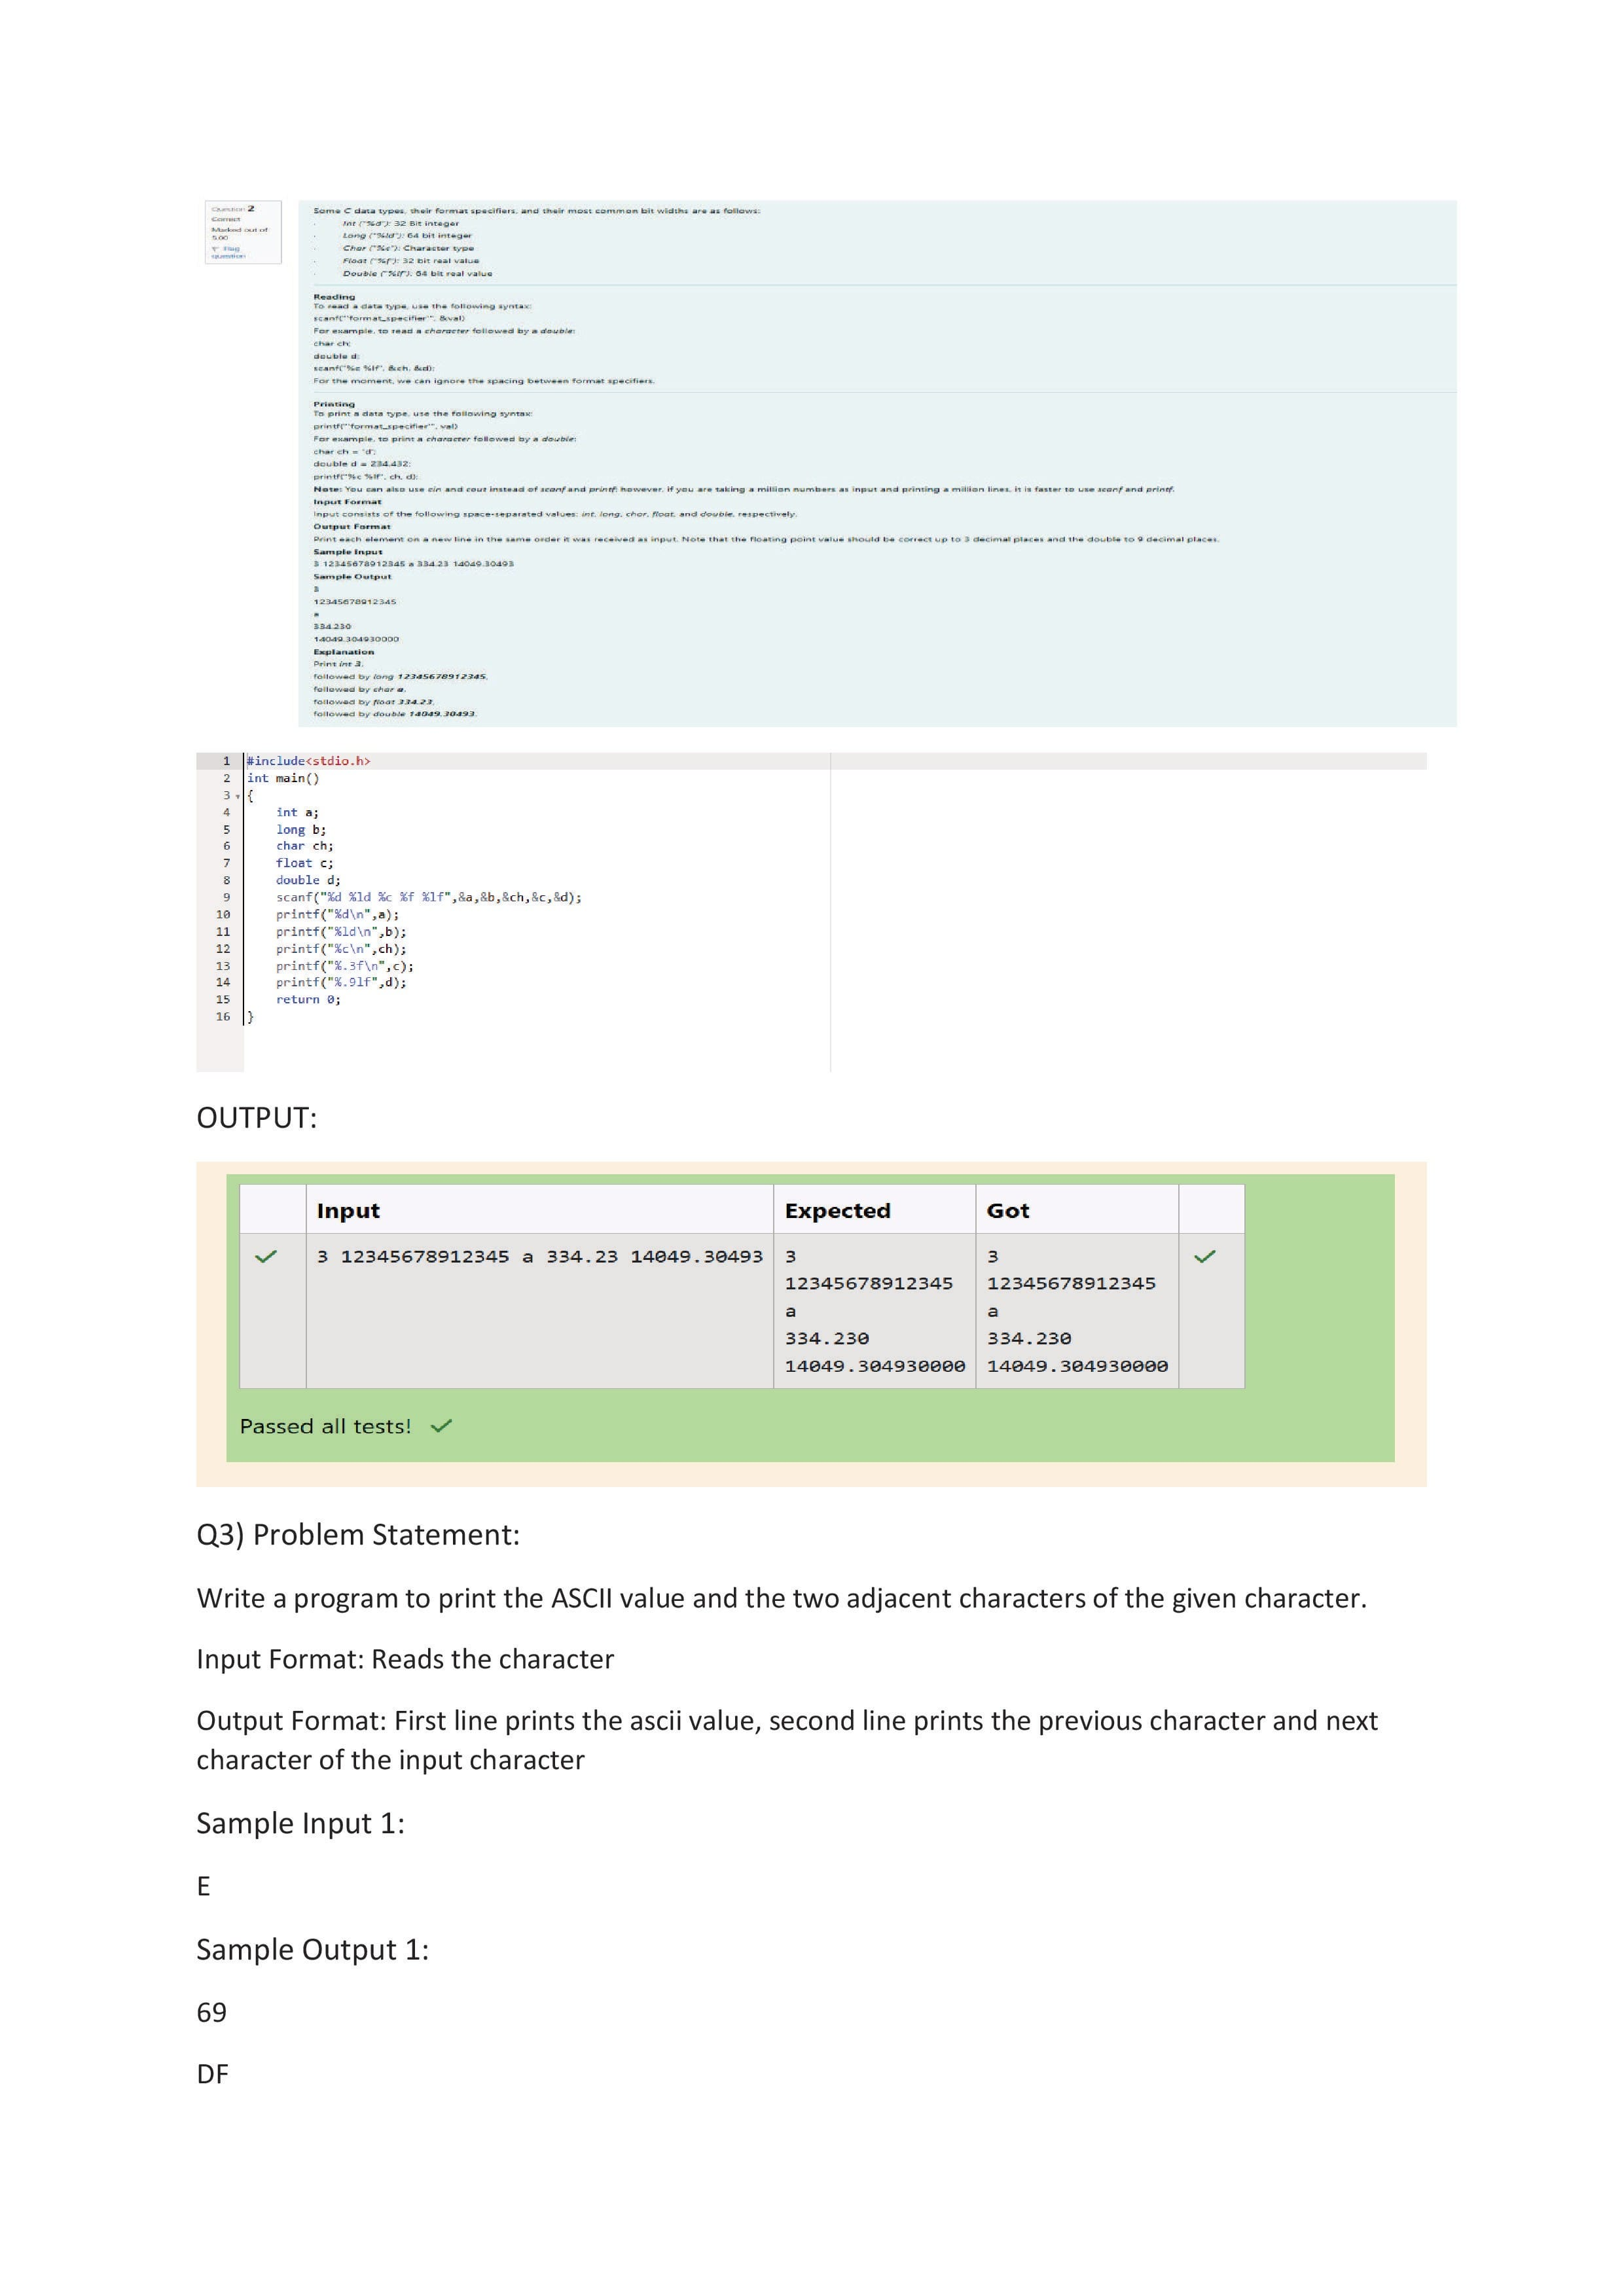 Question 2
Correct
Marked out of
5.00
Flag
question
Some C data types, their format specifiers, and their most common bit widths are as follows:
· Int ("%d"): 32 Bit integer
· Long ("%ld"): 64 bit integer
· Char ("%c"): Character type
· Float ("%f"): 32 bit real value
· Double ("%lf"): 64 bit real value
Reading
To read a data type, use the following syntax:
scanf("`format_specifier`", &val)
For example, to read a character followed by a double:
char ch;
double d;
scanf("%c %lf", &ch, &d);
For the moment, we can ignore the spacing between format specifiers.
Printing
To print a data type, use the following syntax:
printf("`format_specifier`", val)
For example, to print a character followed by a double:
char ch = 'd';
double d = 234.432;
printf("%c %lf", ch, d);
Note: You can also use cin and cout instead of scanf and printf; however, if you are taking a million numbers as input and printing a million lines, it is faster to use scanf and printf.
Input Format
Input consists of the following space-separated values: int, long, char, float, and double, respectively.
Output Format
Print each element on a new line in the same order it was received as input. Note that the floating point value should be correct up to 3 decimal places and the double to 9 decimal places.
Sample Input
3 12345678912345 a 334.23 14049.30493
Sample Output
3
12345678912345
a
334.230
14049.304930000
Explanation
Print int 3,
followed by long 12345678912345,
followed by char a,
followed by float 334.23,
followed by double 14049.30493.
1 #include<stdio.h>
2 int main()
3 {
4 int a;
5 long b;
6 char ch;
7 float c;
8 double d;
9 scanf("%d %ld %c %f %lf",&a,&b,&ch,&c,&d);
10 printf("%d\n",a);
11 printf("%ld\n",b);
12 printf("%c\n",ch);
13 printf("%.3f\n",c);
14 printf("%.9lf",d);
15 return 0;
16 }
OUTPUT:
Input Expected Got
3 12345678912345 a 334.23 14049.30493 3 3
12345678912345 12345678912345
a a
334.230 334.230
14049.304930000 14049.304930000
Passed all tests!
Q3) Problem Statement:
Write a program to print the ASCII value and the two adjacent characters of the given character.
Input Format: Reads the character
Output Format: First line prints the ascii value, second line prints the previous character and next
character of the input character
Sample Input 1:
E
Sample Output 1:
69
DF